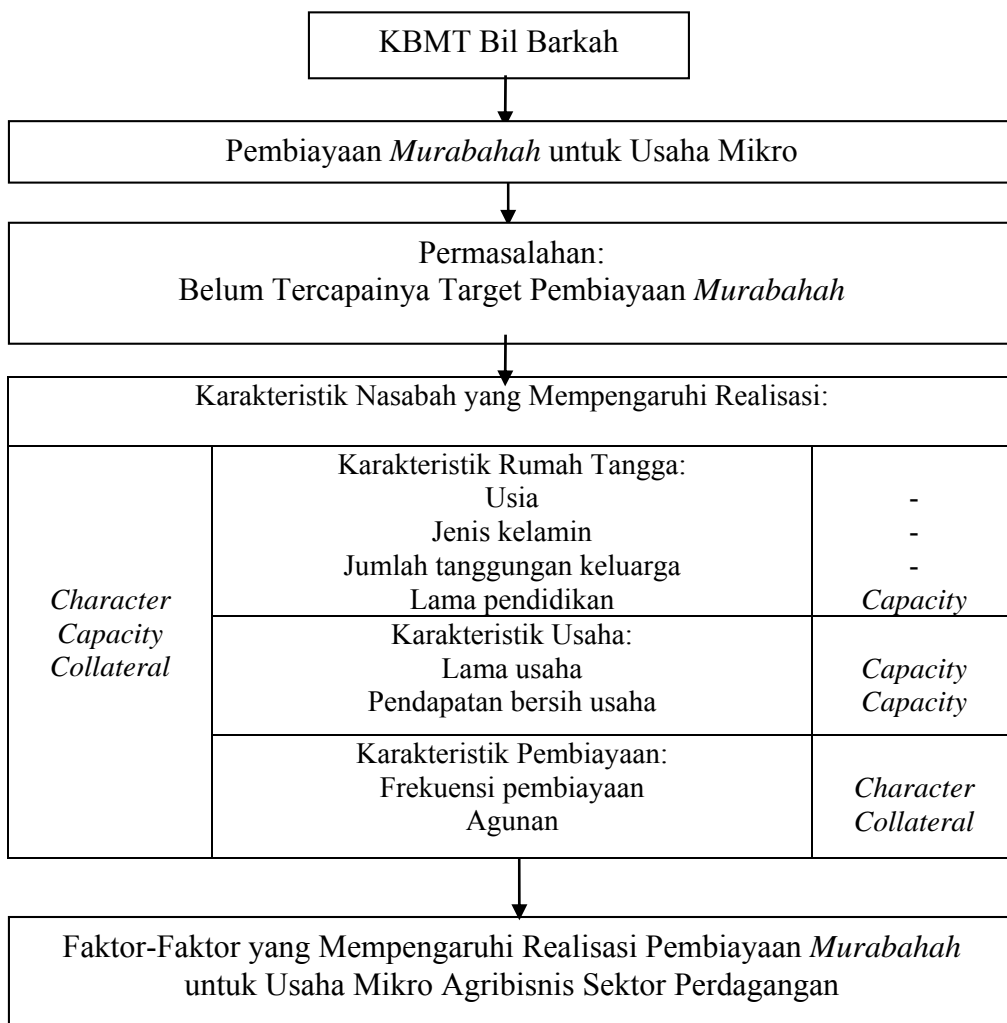 KBMT Bil Barkah
Pembiayaan Murabahah untuk Usaha Mikro
Permasalahan:
Belum Tercapainya Target Pembiayaan Murabahah
Karakteristik Nasabah yang Mempengaruhi Realisasi:
Character
Capacity
Collateral
Karakteristik Rumah Tangga:
Usia -
Jenis kelamin -
Jumlah tanggungan keluarga -
Lama pendidikan Capacity
Karakteristik Usaha:
Lama usaha Capacity
Pendapatan bersih usaha Capacity
Karakteristik Pembiayaan:
Frekuensi pembiayaan Character
Agunan Collateral
Faktor-Faktor yang Mempengaruhi Realisasi Pembiayaan Murabahah
untuk Usaha Mikro Agribisnis Sektor Perdagangan